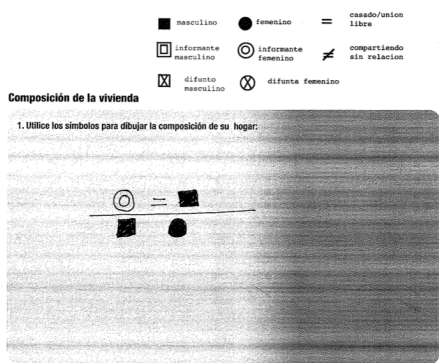 masculino femenino = casado/union libre
informante masculino informante femenino ≠ compartiendo sin relacion
difunto masculino difunta femenino
Composición de la vivienda
1. Utilice los símbolos para dibujar la composición de su hogar:
=